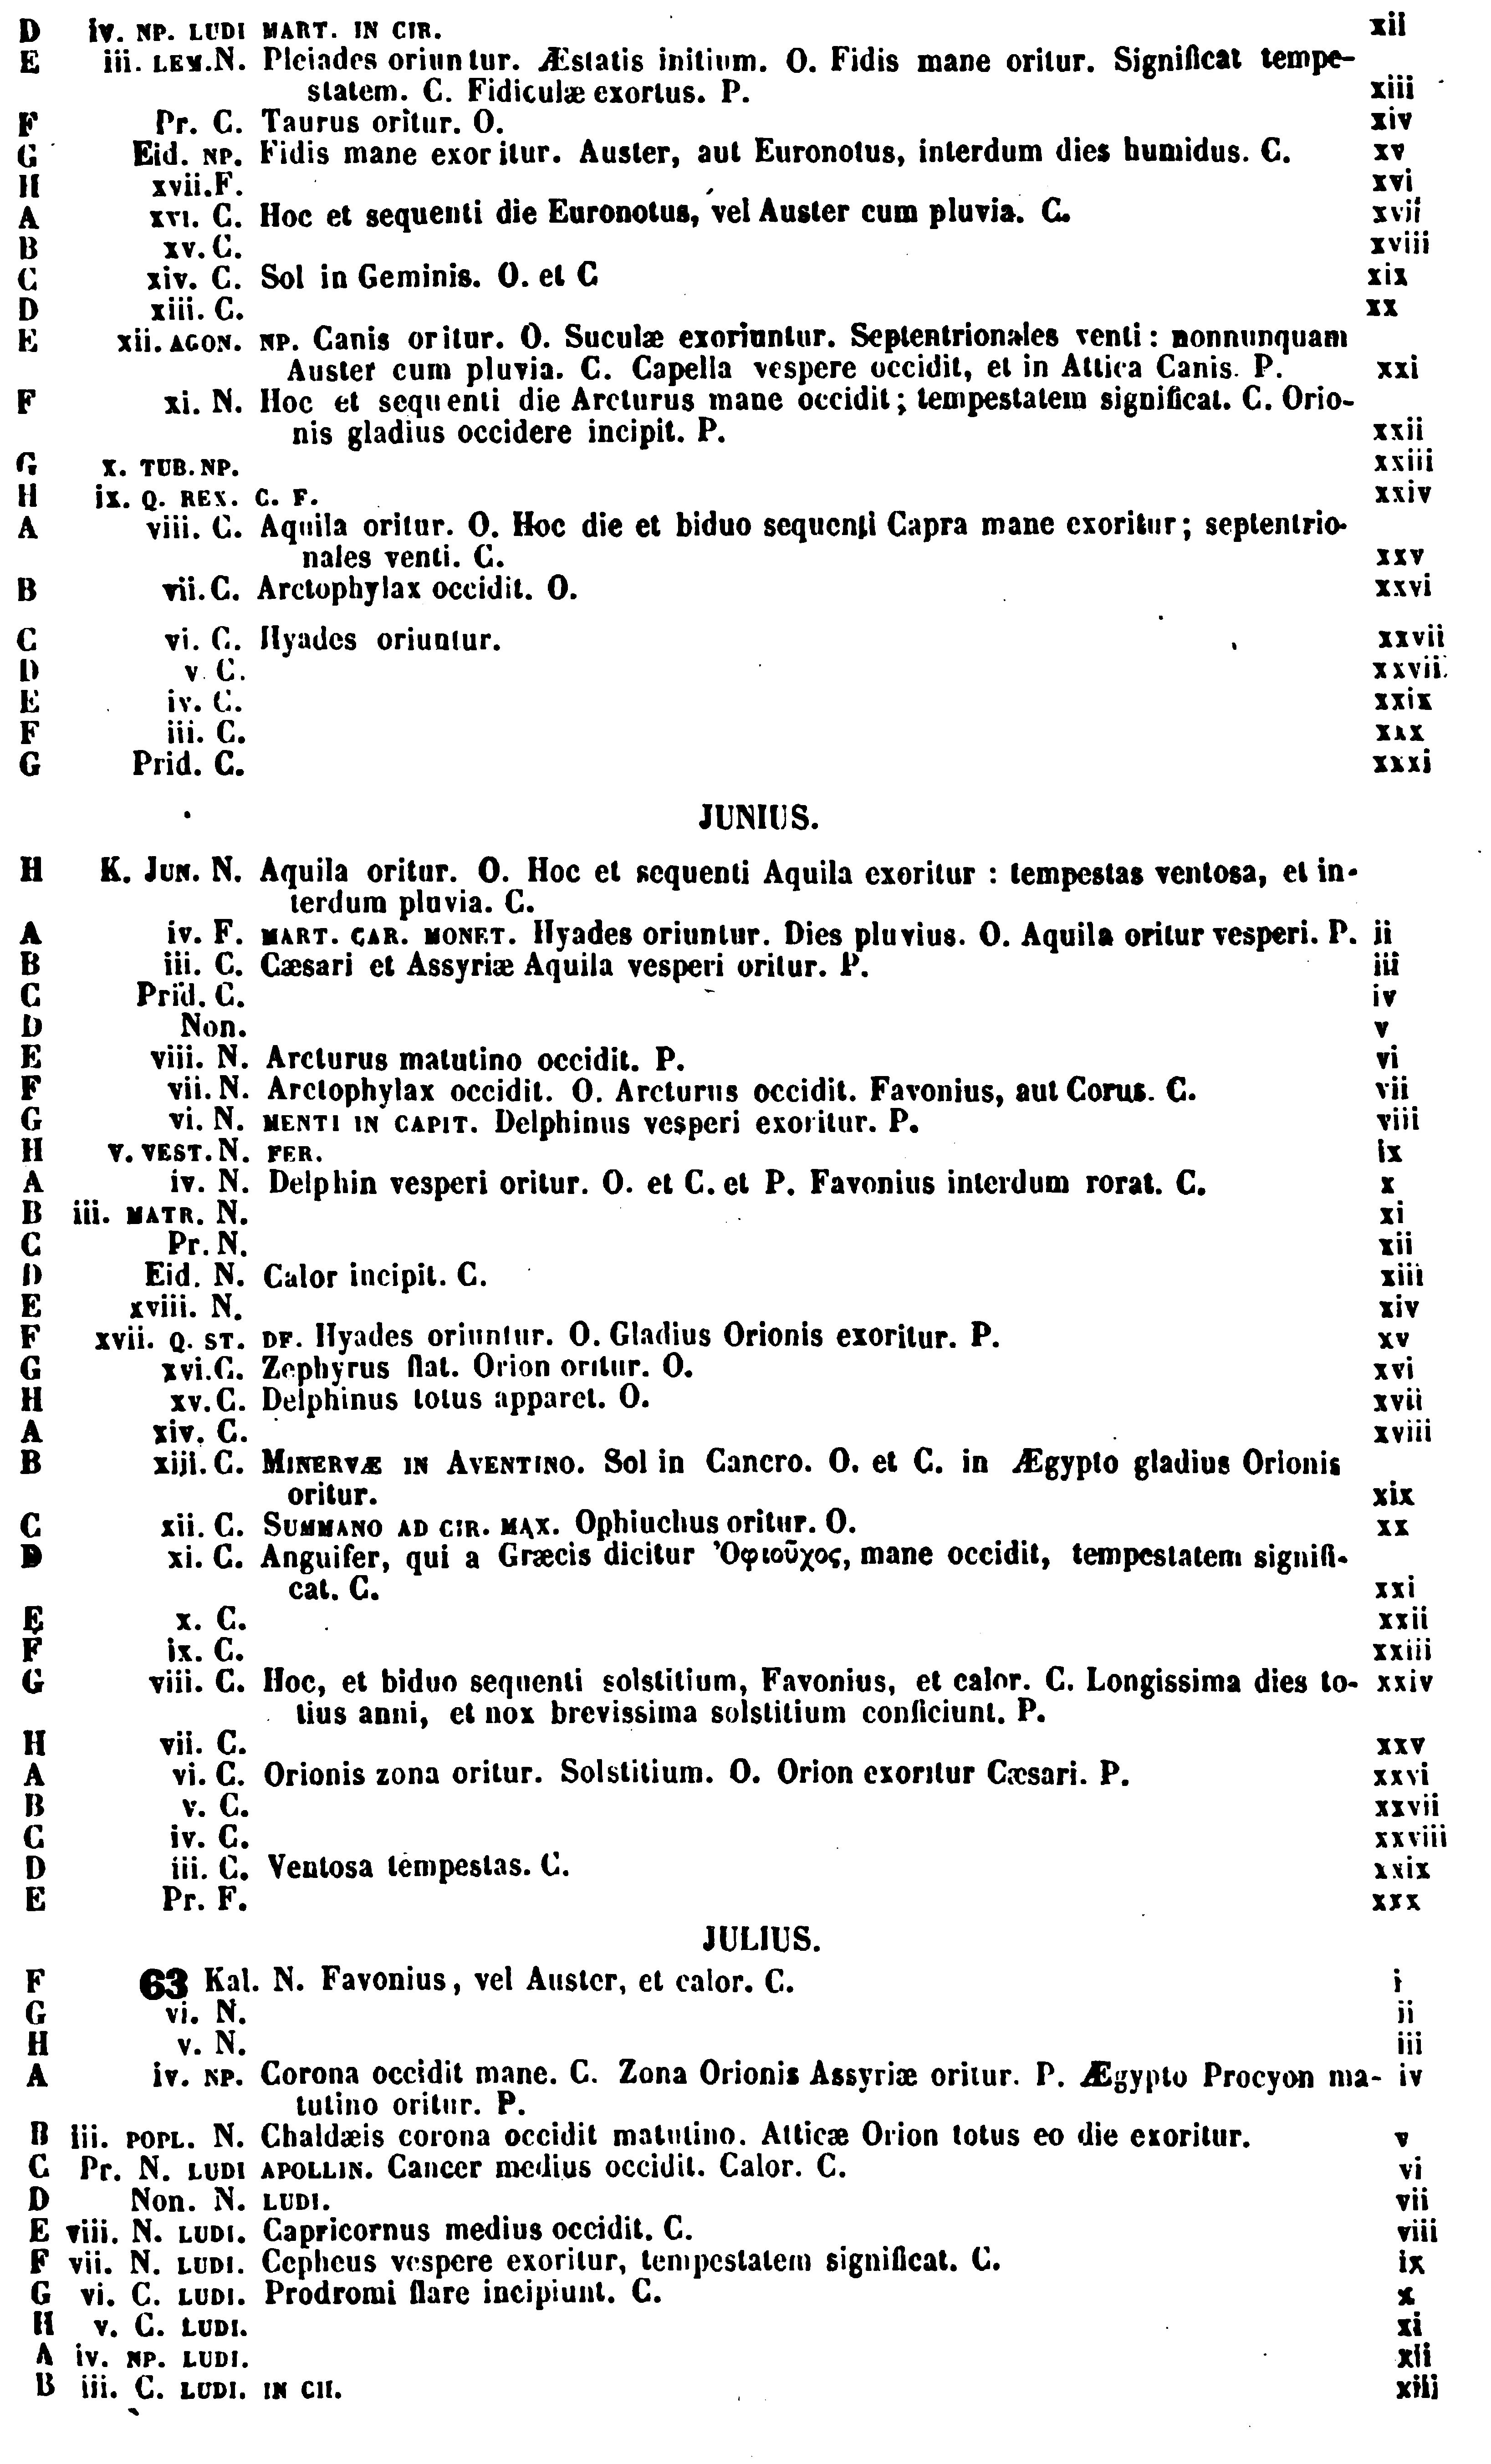 D iv. NP. LUDI MART. IN CIR. xii
E iii. LEM. N. Pleiades oriuntur. Æstatis initium. O. Fidis mane oritur. Significat tempe-
statem. C. Fidiculæ exortus. P. xiii
F Pr. C. Taurus oritur. O. xiv
G Eid. NP. Fidis mane exoritur. Auster, aut Euronotus, interdum dies humidus. C. xv
H xvii. F. xvi
A xvi. C. Hoc et sequenti die Euronotus, vel Auster cum pluvia. C. xvii
B xv. C. xviii
C xiv. C. Sol in Geminis. O. et C xix
D xiii. C. xx
E xii. AGON. NP. Canis oritur. O. Suculæ exoriuntur. Septentrionales venti : nonnunquam
Auster cum pluvia. C. Capella vespere occidit, et in Attica Canis. P. xxi
F xi. N. Hoc et sequenti die Arcturus mane occidit ; tempestatem significat. C. Orio-
nis gladius occidere incipit. P. xxii
G x. TUB. NP. xxiii
H ix. Q. REX. C. F. xxiv
A viii. C. Aquila oritur. O. Hoc die et biduo sequenti Capra mane exoritur ; septentrio-
nales venti. C. xxv
B vii. C. Arctophylax occidit. O. xxvi
C vi. C. Hyades oriuntur. xxvii
D v. C. xxvii
E iv. C. xxix
F iii. C. xxx
G Prid. C. xxxi
JUNIUS.
H K. JUN. N. Aquila oritur. O. Hoc et sequenti Aquila exoritur : tempestas ventosa, et in-
terdum pluvia. C.
A iv. F. MART. CAR. MONET. Hyades oriuntur. Dies pluvius. O. Aquila oritur vesperi. P. ii
B iii. C. Cæsari et Assyriæ Aquila vesperi oritur. P. iii
C Prid. C. iv
D Non. v
E viii. N. Arcturus matutino occidit. P. vi
F vii. N. Arctophylax occidit. O. Arcturus occidit. Favonius, aut Corus. C. vii
G vi. N. MENTI IN CAPIT. Delphinus vesperi exoritur. P. viii
H V. VEST. N. FER. ix
A iv. N. Delphin vesperi oritur. O. et C. et P. Favonius interdum rorat. C. x
B iii. MATR. N. xi
C Pr. N. xii
D Eid. N. Calor incipit. C. xiii
E xviii. N. xiv
F xvii. Q. ST. DF. Hyades oriuntur. O. Gladius Orionis exoritur. P. xv
G xvi. C. Zephyrus flat. Orion oritur. O. xvi
H xv. C. Delphinus totus apparet. O. xvii
A xiv. C. xviii
B xiii. C. MINERVÆ IN AVENTINO. Sol in Cancro. O. et C. in Ægypto gladius Orionis
oritur. xix
C xii. C. SUMMANO AD CIR. MAX. Ophiuchus oritur. O. xx
D xi. C. Anguifer, qui a Græcis dicitur Ὀφιοῦχος, mane occidit, tempestatem signifi-
cat. C. xxi
E x. C. xxii
F ix. C. xxiii
G viii. C. Hoc, et biduo sequenti solstitium, Favonius, et calor. C. Longissima dies to- xxiv
tius anni, et nox brevissima solstitium conficiunt. P.
H vii. C. xxv
A vi. C. Orionis zona oritur. Solstitium. O. Orion exoritur Cæsari. P. xxvi
B v. C. xxvii
C iv. C. xxviii
D iii. C. Ventosa tempestas. C. xxix
E Pr. F. xxx
JULIUS.
F 63 Kal. N. Favonius, vel Auster, et calor. C. i
G vi. N. ii
H v. N. iii
A iv. NP. Corona occidit mane. C. Zona Orionis Assyriæ oritur. P. Ægypto Procyon ma- iv
tutino oritur. P.
B iii. POPL. N. Chaldæis corona occidit matutino. Atticæ Orion totus eo die exoritur. v
C Pr. N. LUDI APOLLIN. Cancer medius occidit. Calor. C. vi
D Non. N. LUDI. vii
E viii. N. LUDI. Capricornus medius occidit. C. viii
F vii. N. LUDI. Cepheus vespere exoritur, tempestatem significat. C. ix
G vi. C. LUDI. Prodromi flare incipiunt. C. x
H v. C. LUDI. xi
A iv. NP. LUDI. xii
B iii. C. LUDI. IN CII. xiii